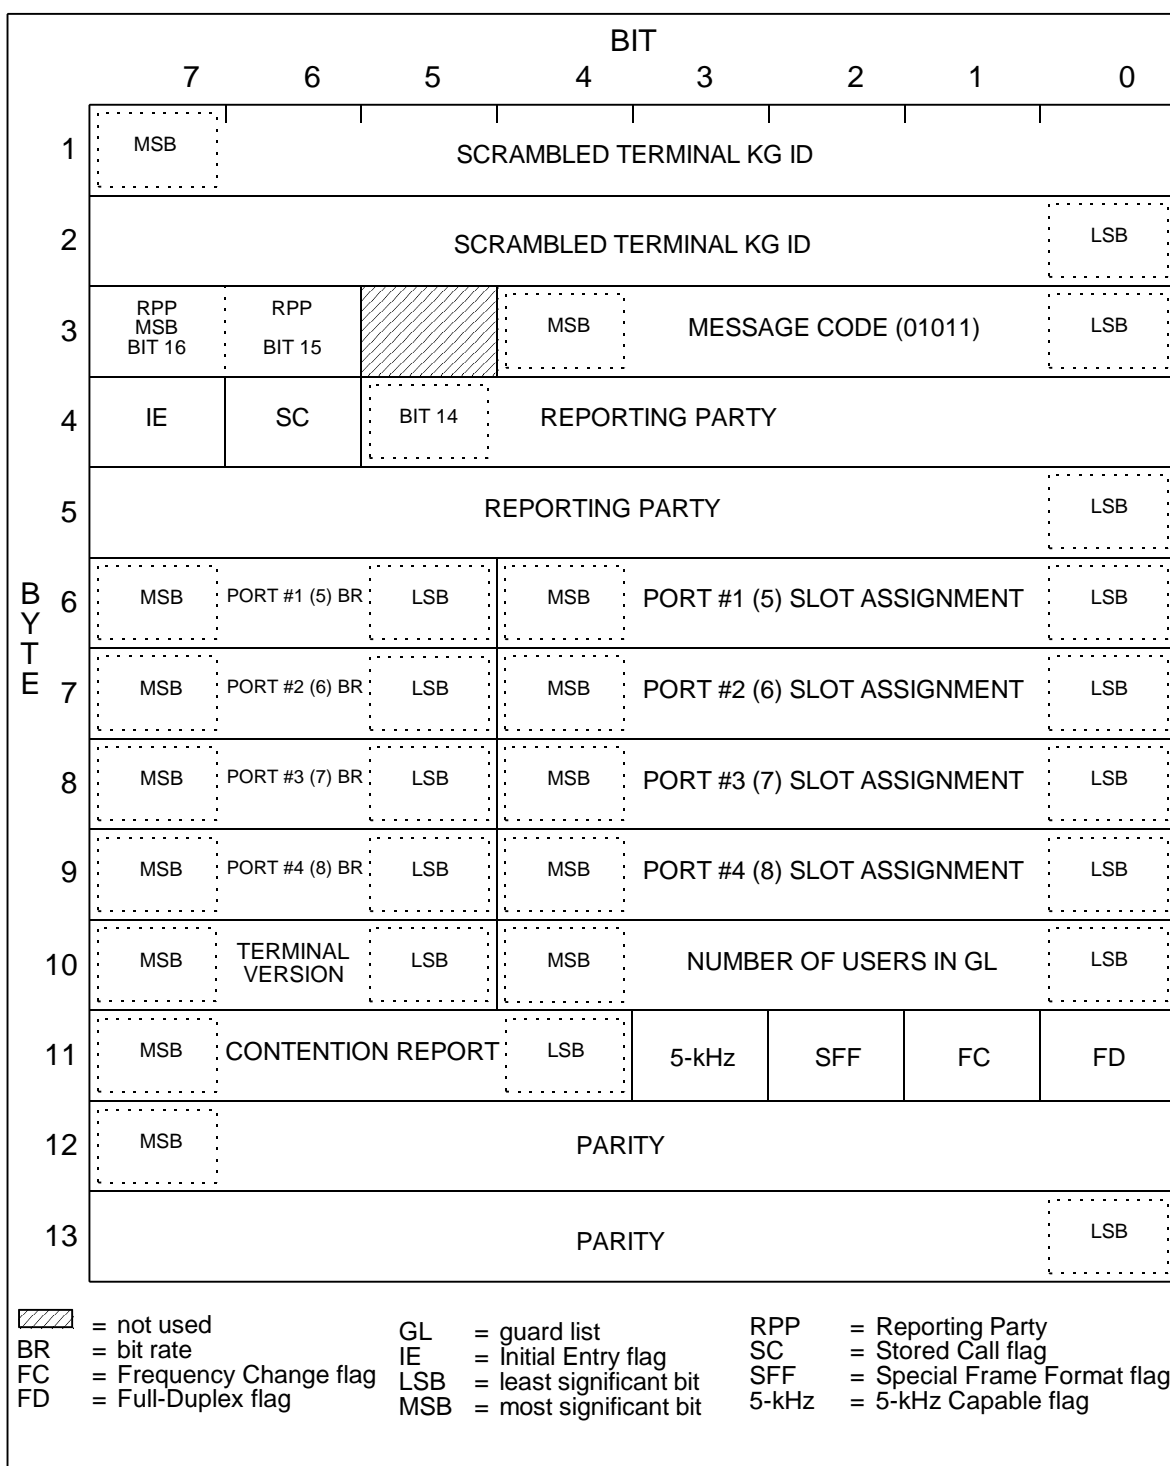 BIT
7 6 5 4 3 2 1 0
BYTE
1 MSB SCRAMBLED TERMINAL KG ID
2 SCRAMBLED TERMINAL KG ID LSB
3 RPP MSB BIT 16 RPP BIT 15 MSB MESSAGE CODE (01011) LSB
4 IE SC BIT 14 REPORTING PARTY
5 REPORTING PARTY LSB
6 MSB PORT #1 (5) BR LSB MSB PORT #1 (5) SLOT ASSIGNMENT LSB
7 MSB PORT #2 (6) BR LSB MSB PORT #2 (6) SLOT ASSIGNMENT LSB
8 MSB PORT #3 (7) BR LSB MSB PORT #3 (7) SLOT ASSIGNMENT LSB
9 MSB PORT #4 (8) BR LSB MSB PORT #4 (8) SLOT ASSIGNMENT LSB
10 MSB TERMINAL VERSION LSB MSB NUMBER OF USERS IN GL LSB
11 MSB CONTENTION REPORT LSB 5-kHz SFF FC FD
12 MSB PARITY
13 PARITY LSB
= not used
BR = bit rate
FC = Frequency Change flag
FD = Full-Duplex flag
GL = guard list
IE = Initial Entry flag
LSB = least significant bit
MSB = most significant bit
RPP = Reporting Party
SC = Stored Call flag
SFF = Special Frame Format flag
5-kHz = 5-kHz Capable flag